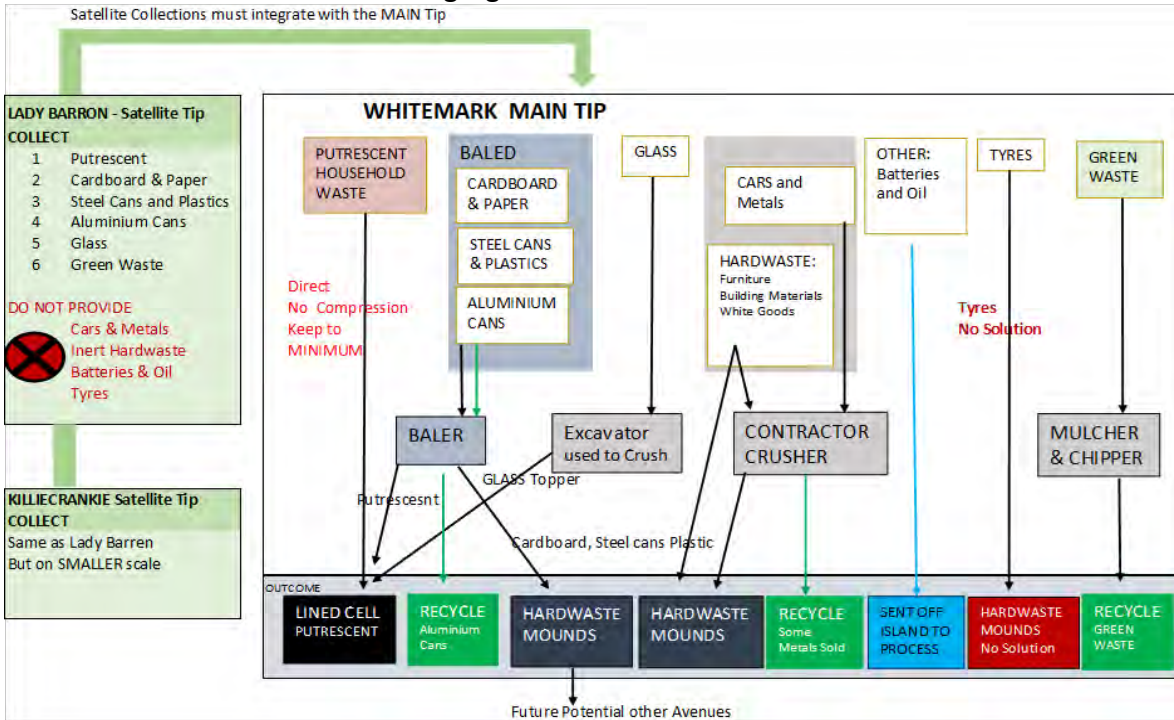 Satellite Collections must integrate with the MAIN Tip
LADY BARRON - Satellite Tip
COLLECT
1 Putrescent
2 Cardboard & Paper
3 Steel Cans and Plastics
4 Aluminium Cans
5 Glass
6 Green Waste
DO NOT PROVIDE
Cars & Metals
Inert Hardwaste
Batteries & Oil
Tyres
KILLIECRANKIE Satellite Tip
COLLECT
Same as Lady Barren
But on SMALLER scale
WHITEMARK MAIN TIP
PUTRESCENT
HOUSEHOLD
WASTE
BALED
CARDBOARD
& PAPER
STEEL CANS
& PLASTICS
ALUMINIUM
CANS
GLASS
CARS and
Metals
HARDWASTE:
Furniture
Building Materials
White Goods
OTHER:
Batteries
and Oil
TYRES
GREEN
WASTE
Direct
No Compression
Keep to
MINIMUM
Tyres
No Solution
BALER
Excavator
used to Crush
CONTRACTOR
CRUSHER
MULCHER
& CHIPPER
GLASS Topper
Putrescesnt
Cardboard, Steel cans Plastic
OUTCOME
LINED CELL
PUTRESCENT
RECYCLE
Aluminium
Cans
HARDWASTE
MOUNDS
HARDWASTE
MOUNDS
RECYCLE
Some
Metals Sold
SENT OFF
ISLAND TO
PROCESS
HARDWASTE
MOUNDS
No Solution
RECYCLE
GREEN
WASTE
Future Potential other Avenues